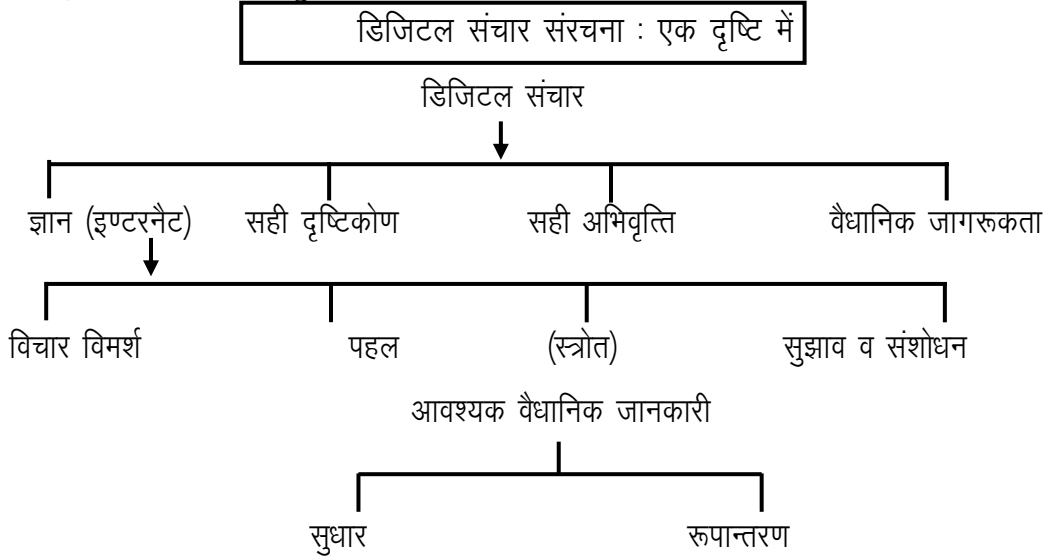 डिजिटल संचार संरचना : एक दृष्टि में
डिजिटल संचार
ज्ञान (इण्टरनैट) सही दृष्टिकोण सही अभिवृत्ति वैधानिक जागरूकता
विचार विमर्श पहल (स्त्रोत) सुझाव व संशोधन
आवश्यक वैधानिक जानकारी
सुधार रूपान्तरण